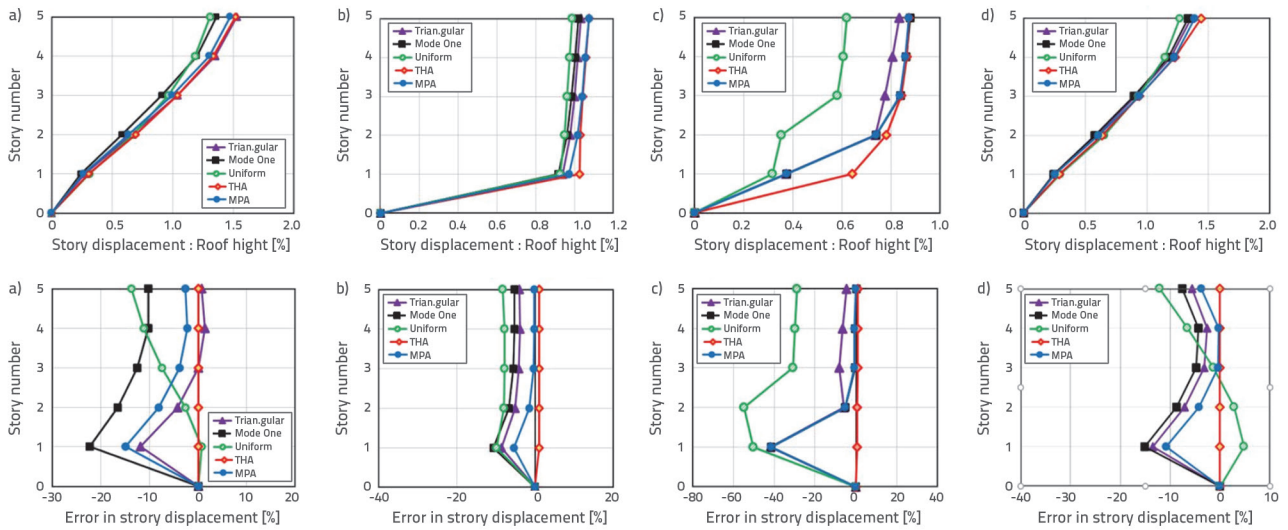 a)
Story number
5
4
3
2
1
0
Trian.gular
Mode One
Uniform
THA
MPA
0 0.5 1.0 1.5 2.0
Story displacement : Roof hight [%]
b)
Story number
5
4
3
2
1
0
Trian.gular
Mode One
Uniform
THA
MPA
0 0.2 0.4 0.6 0.8 1.0 1.2
Story displacement : Roof hight [%]
c)
Story number
5
4
3
2
1
0
Trian.gular
Mode One
Uniform
THA
MPA
0 0.4 0.6 0.8 1.0
Story displacement : Roof hight [%]
d)
Story number
5
4
3
2
1
0
Trian.gular
Mode One
Uniform
THA
MPA
0 0.5 1.0 1.5 2.0
Story displacement : Roof hight [%]
a)
Story number
5
4
3
2
1
0
Trian.gular
Mode One
Uniform
THA
MPA
-30 -20 -10 0 10 20
Error in strory displacement [%]
b)
Story number
5
4
3
2
1
0
Trian.gular
Mode One
Uniform
THA
MPA
-40 -20 0 20
Error in strory displacement [%]
c)
Story number
5
4
3
2
1
0
Trian.gular
Mode One
Uniform
THA
MPA
-80 -60 -40 -20 0 20 40
Error in strory displacement [%]
d)
Story number
5
4
3
2
1
0
Trian.gular
Mode One
Uniform
THA
MPA
-40 -30 -20 -10 0 10
Error in strory displacement [%]